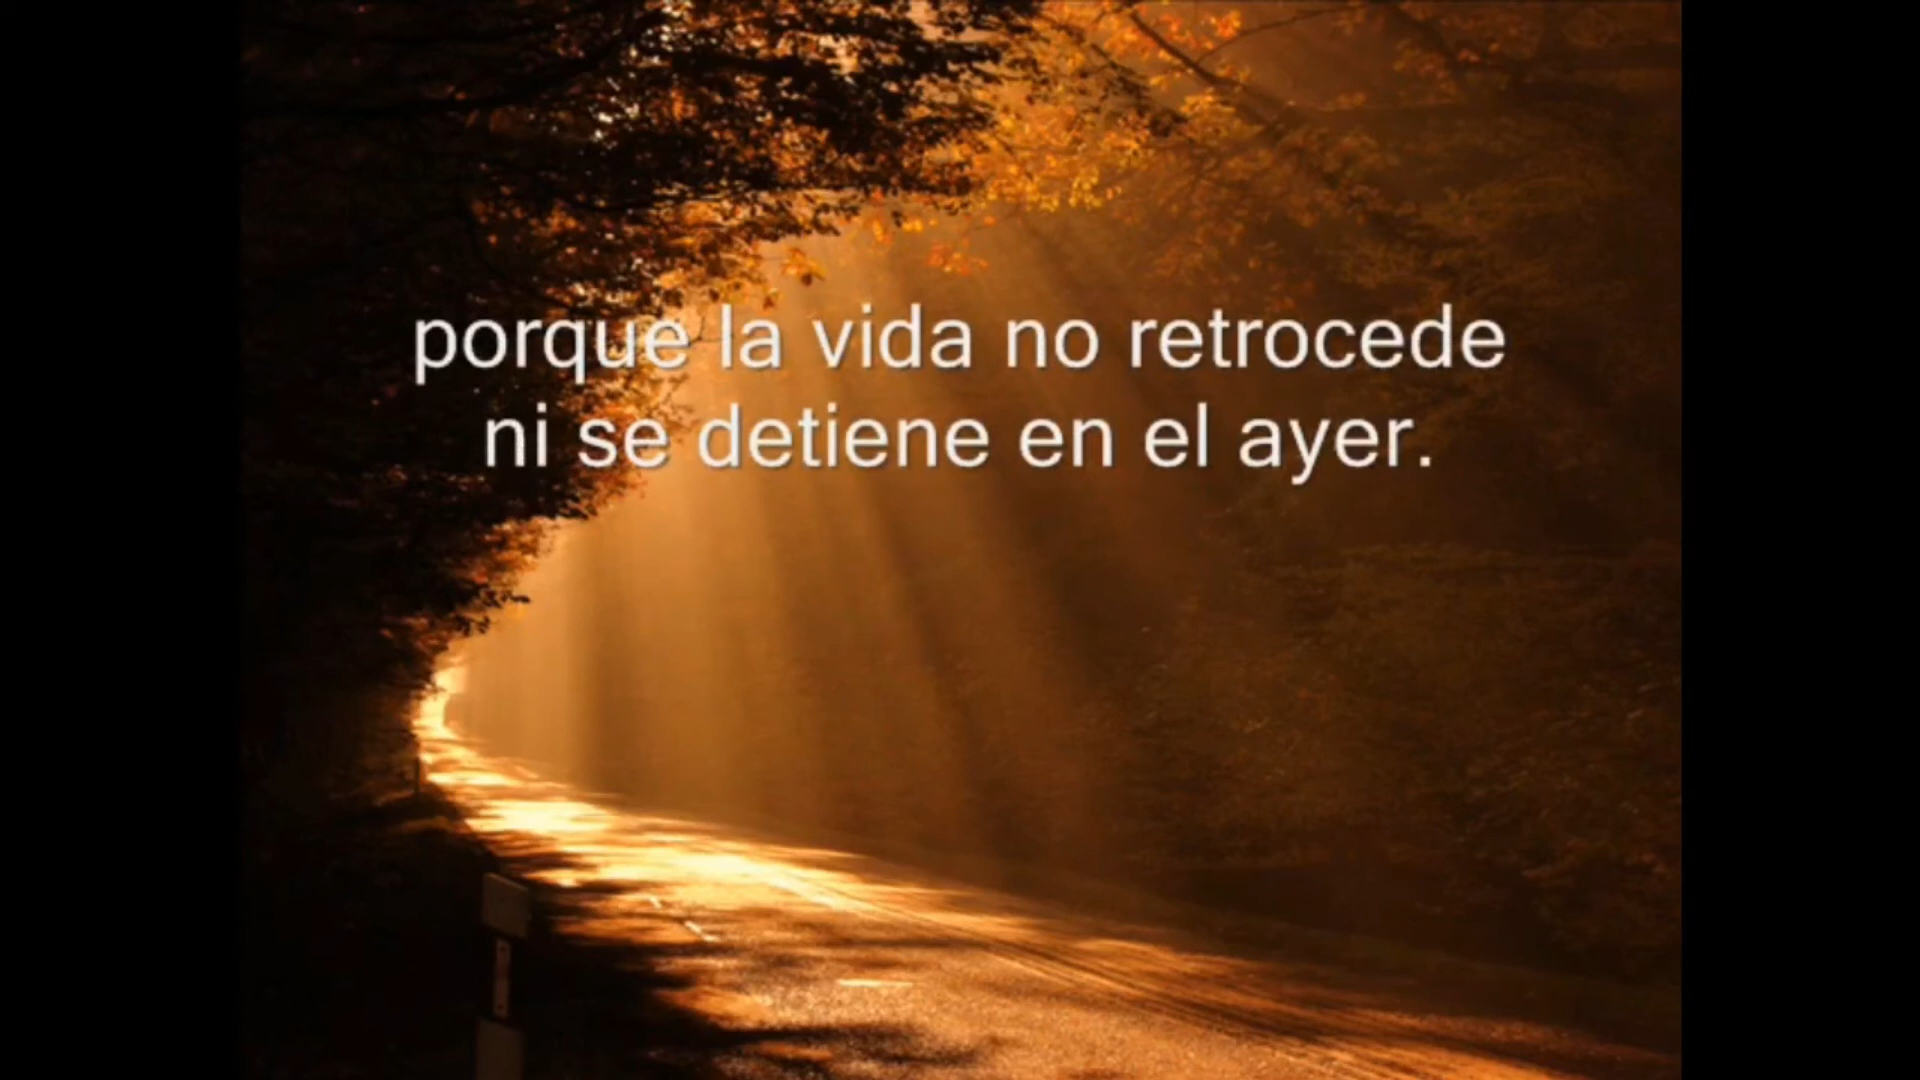 porque la vida no retrocede
ni se detiene en el ayer.